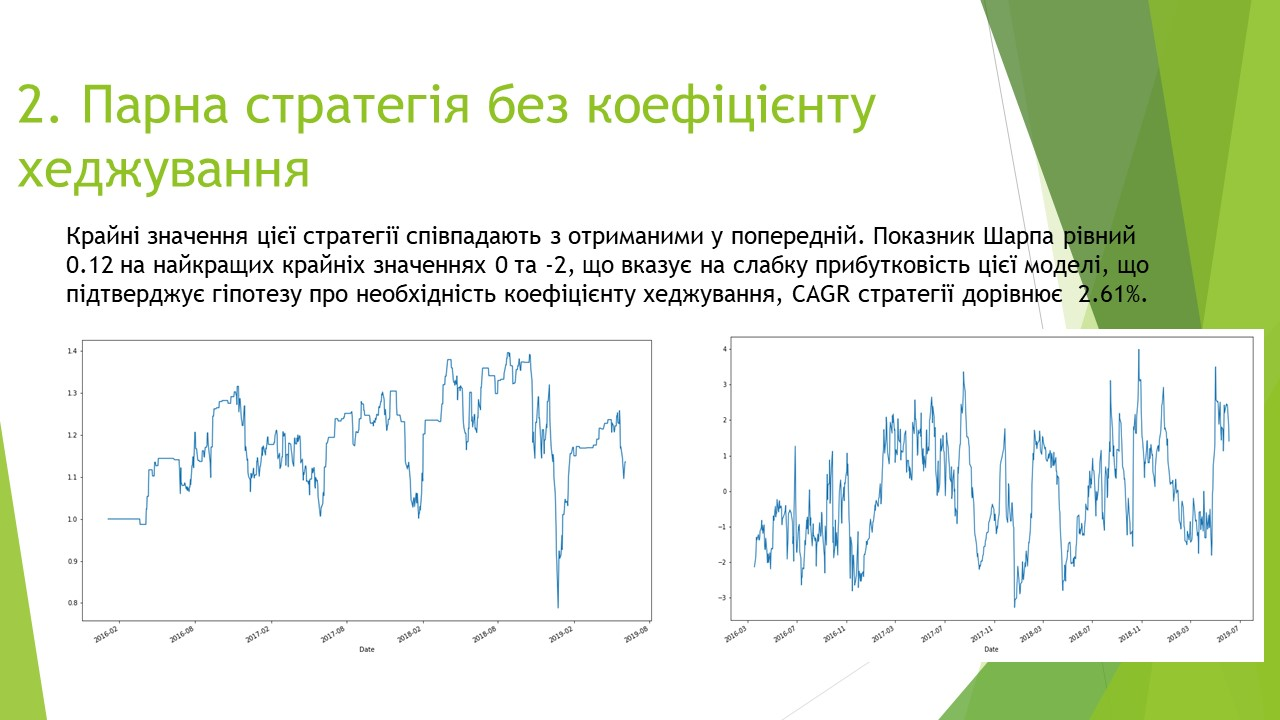 2. Парна стратегія без коефіцієнту
хеджування
Крайні значення цієї стратегії співпадають з отриманими у попередній. Показник Шарпа рівний
0.12 на найкращих крайніх значеннях 0 та -2, що вказує на слабку прибутковість цієї моделі, що
підтверджує гіпотезу про необхідність коефіцієнту хеджування, CAGR стратегії дорівнює  2.61%.
1.4
1.3
1.2
1.1
1.0
0.9
0.8
2016-02 2016-08 2017-02 2017-08 2018-02 2018-08 2019-02 2019-08
Date
4
3
2
1
0
−1
−2
−3
2016-03 2016-07 2016-11 2017-03 2017-07 2017-11 2018-03 2018-07 2018-11 2019-03 2019-07
Date